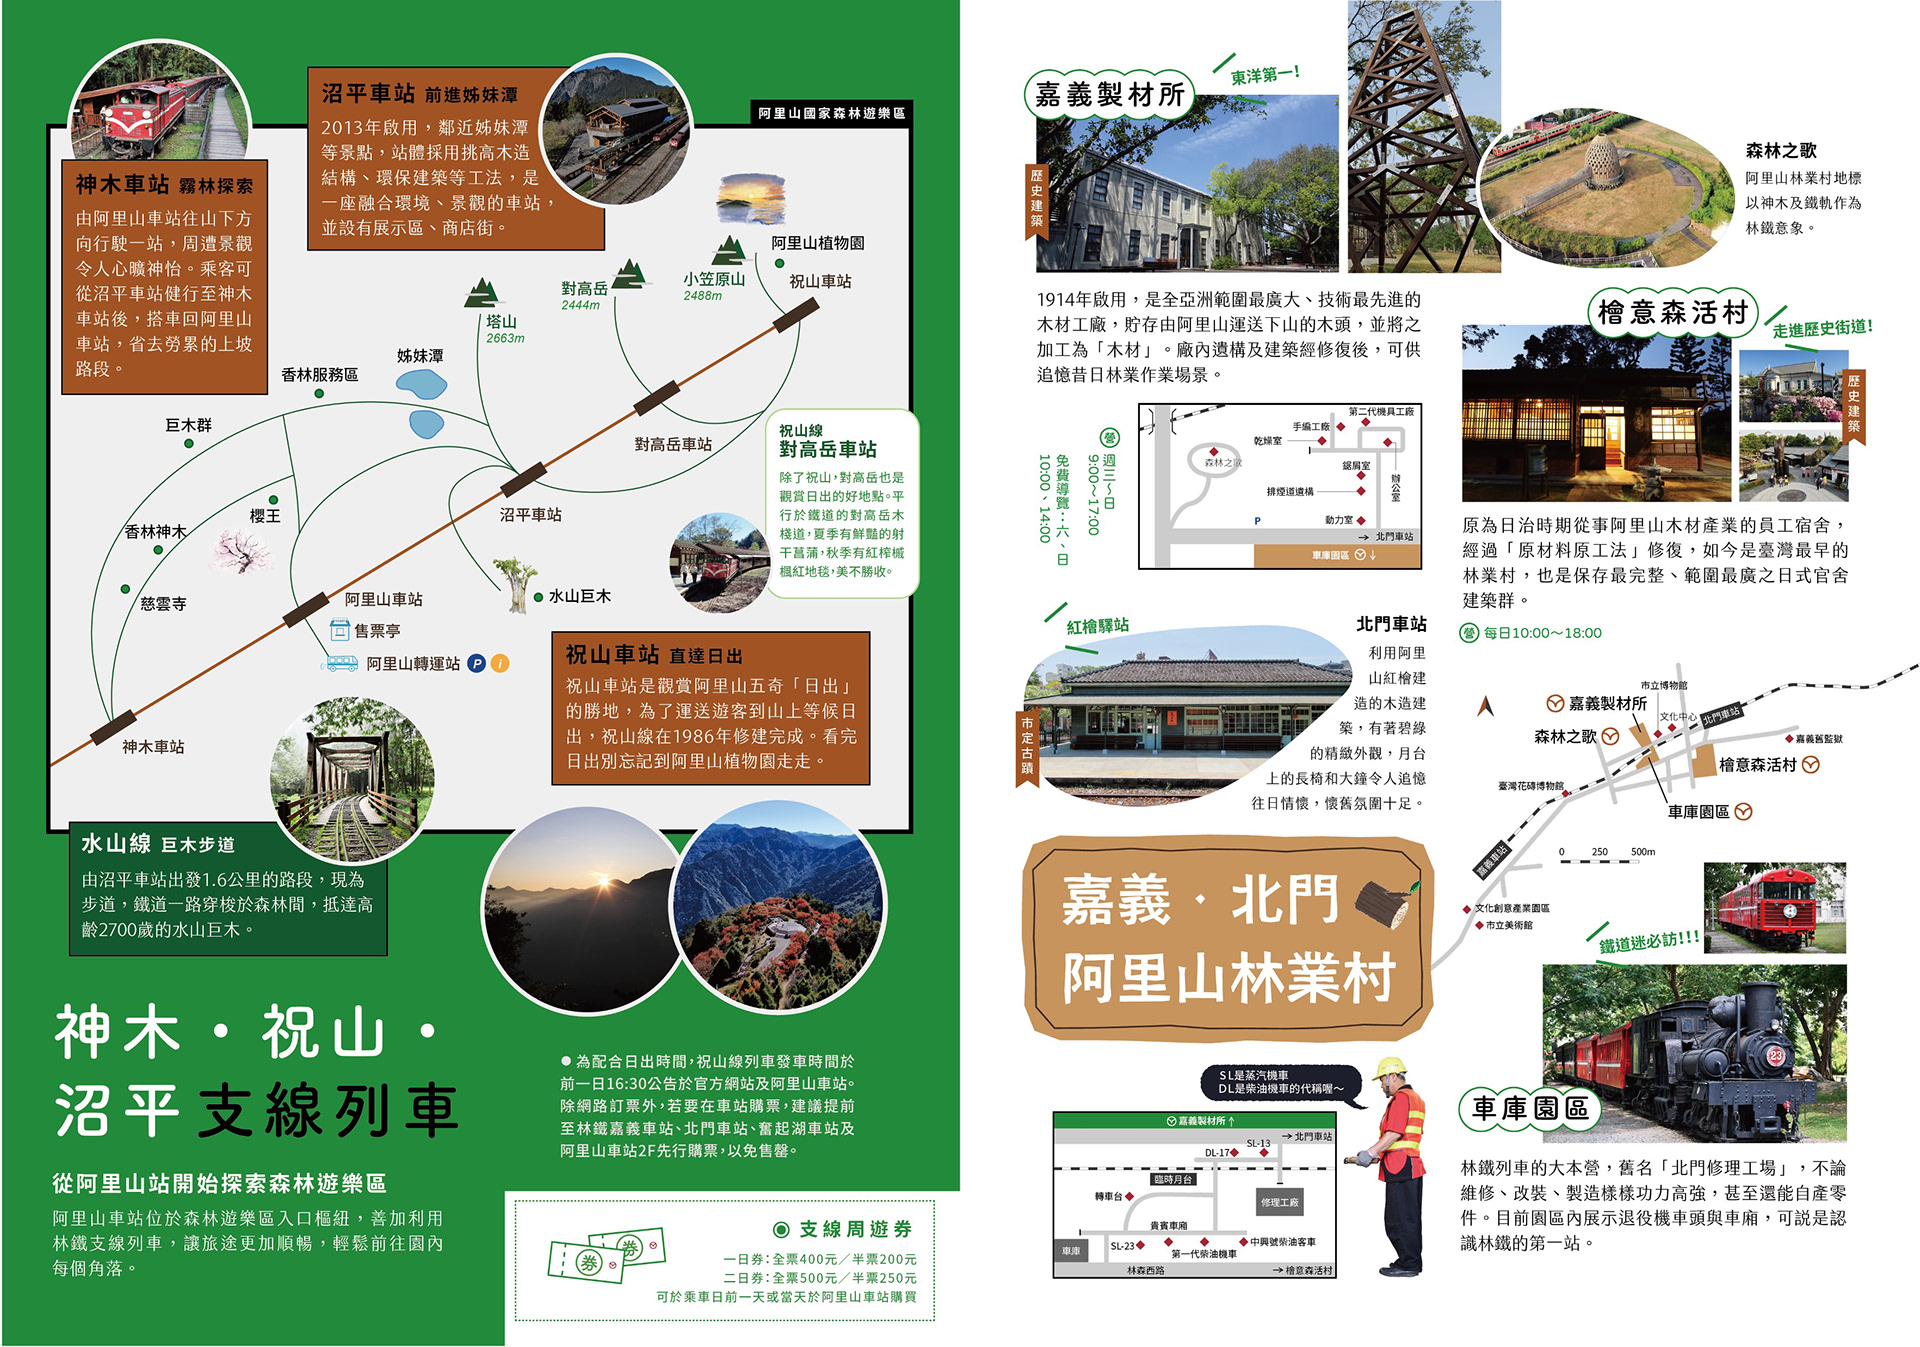 阿里山國家森林遊樂區
神木車站 霧林探索
由阿里山車站往山下方
向行駛一站，周遭景觀
令人心曠神怡。乘客可
從沼平車站健行至神木
車站後，搭車回阿里山
車站，省去勞累的上坡
路段。
沼平車站 前進姊妹潭
2013年啟用，鄰近姊妹潭
等景點，站體採用挑高木造
結構、環保建築等工法，是
一座融合環境、景觀的車站，
並設有展示區、商店街。
阿里山植物園
祝山車站
小笠原山
2488m
對高岳
2444m
塔山
2663m
姊妹潭
香林服務區
巨木群
櫻王
香林神木
慈雲寺
對高岳車站
沼平車站
水山巨木
阿里山車站
售票亭
阿里山轉運站 P i
神木車站
祝山線
對高岳車站
除了祝山，對高岳也是
觀賞日出的好地點。平
行於鐵道的對高岳木
棧道，夏季有鮮豔的射
干菖蒲，秋季有紅榨槭
楓紅地毯，美不勝收。
祝山車站 直達日出
祝山車站是觀賞阿里山五奇「日出」
的勝地，為了運送遊客到山上等候日
出，祝山線在1986年修建完成。看完
日出別忘記到阿里山植物園走走。
水山線 巨木步道
由沼平車站出發1.6公里的路段，現為
步道，鐵道一路穿梭於森林間，抵達高
齡2700歲的水山巨木。
神木・祝山・
沼平支線列車
從阿里山站開始探索森林遊樂區
阿里山車站位於森林遊樂區入口樞紐，善加利用
林鐵支線列車，讓旅途更加順暢，輕鬆前往園內
每個角落。
● 為配合日出時間，祝山線列車發車時間於
前一日16:30公告於官方網站及阿里山車站。
除網路訂票外，若要在車站購票，建議提前
至林鐵嘉義車站、北門車站、奮起湖車站及
阿里山車站2F先行購票，以免售罄。
券
券
◉ 支線周遊券
一日券：全票400元／半票200元
二日券：全票500元／半票250元
可於乘車日前一天或當天於阿里山車站購買
嘉義製材所
東洋第一！
歷史建築
1914年啟用，是全亞洲範圍最廣大、技術最先進的
木材工廠，貯存由阿里山運送下山的木頭，並將之
加工為「木材」。廠內遺構及建築經修復後，可供
追憶昔日林業作業場景。
森林之歌
阿里山林業村地標
以神木及鐵軌作為
林鐵意象。
營 週三～日
9:00～17:00
免費導覽：六、日
10:00、14:00
第二代機具工廠
手編工廠
乾燥室
森林之歌
鋸屑室
辦公室
排煙道遺構
動力室
P
→ 北門車站
車庫園區 ↓
檜意森活村
走進歷史街道！
歷史建築
原為日治時期從事阿里山木材產業的員工宿舍，
經過「原材料原工法」修復，如今是臺灣最早的
林業村，也是保存最完整、範圍最廣之日式官舍
建築群。
營 每日10:00～18:00
紅檜驛站
市定古蹟
北門車站
利用阿里
山紅檜建
造的木造建
築，有著碧綠
的精緻外觀，月台
上的長椅和大鐘令人追憶
往日情懷，懷舊氛圍十足。
嘉義製材所
市立博物館
文化中心
北門車站
森林之歌
嘉義舊監獄
檜意森活村
臺灣花磚博物館
車庫園區
0 250 500m
嘉義車站
文化創意產業園區
市立美術館
嘉義・北門
阿里山林業村
鐵道迷必訪！！！
23
車庫園區
林鐵列車的大本營，舊名「北門修理工場」，不論
維修、改裝、製造樣樣功力高強，甚至還能自產零
件。目前園區內展示退役機車頭與車廂，可說是認
識林鐵的第一站。
SL是蒸汽機車
DL是柴油機車的代稱喔～
嘉義製材所 ↑
→ 北門車站
SL-13
DL-17
臨時月台
轉車台
修理工廠
貴賓車廂
車庫
SL-23
第一代柴油機車
中興號柴油客車
林森西路
→ 檜意森活村